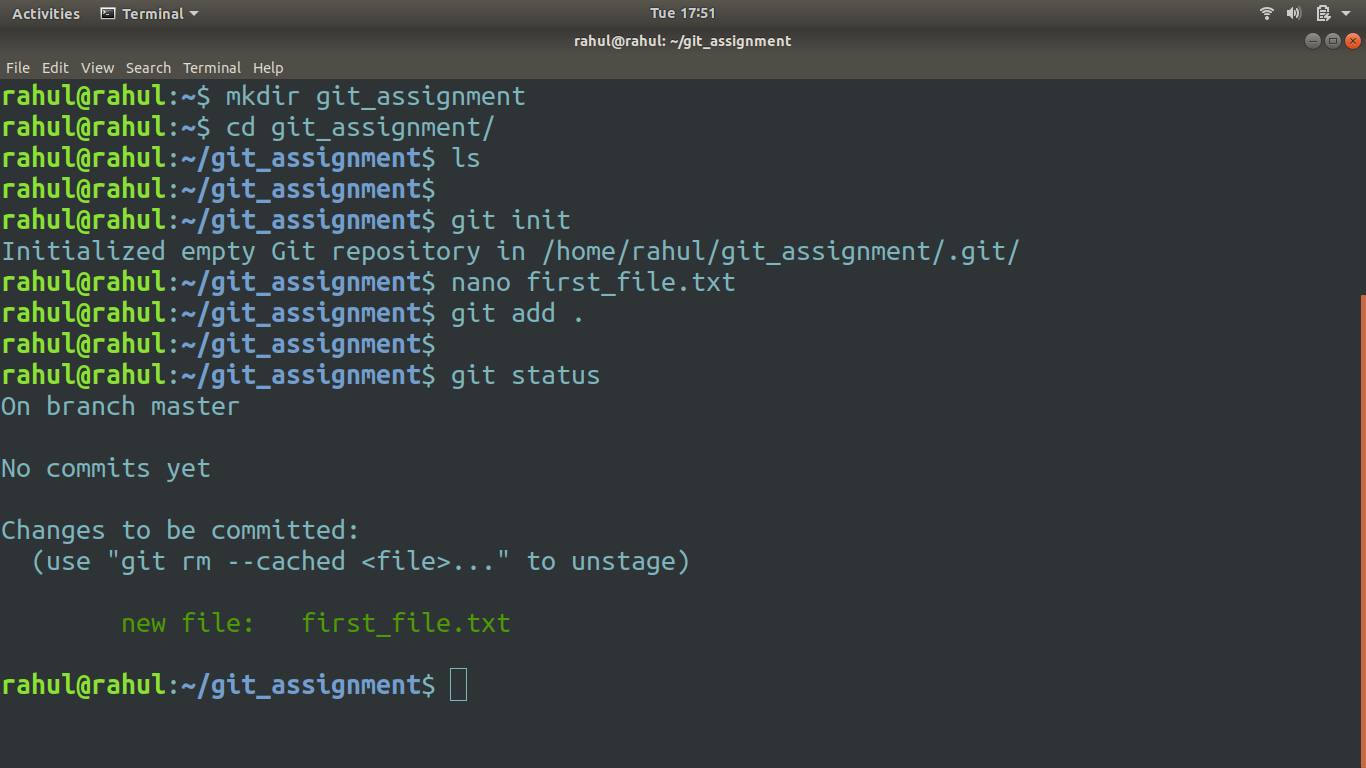 Activities Terminal Tue 17:51
rahul@rahul: ~/git_assignment
File Edit View Search Terminal Help
rahul@rahul:~$ mkdir git_assignment
rahul@rahul:~$ cd git_assignment/
rahul@rahul:~/git_assignment$ ls
rahul@rahul:~/git_assignment$
rahul@rahul:~/git_assignment$ git init
Initialized empty Git repository in /home/rahul/git_assignment/.git/
rahul@rahul:~/git_assignment$ nano first_file.txt
rahul@rahul:~/git_assignment$ git add .
rahul@rahul:~/git_assignment$
rahul@rahul:~/git_assignment$ git status
On branch master
No commits yet
Changes to be committed:
  (use "git rm --cached <file>..." to unstage)
        new file:   first_file.txt
rahul@rahul:~/git_assignment$